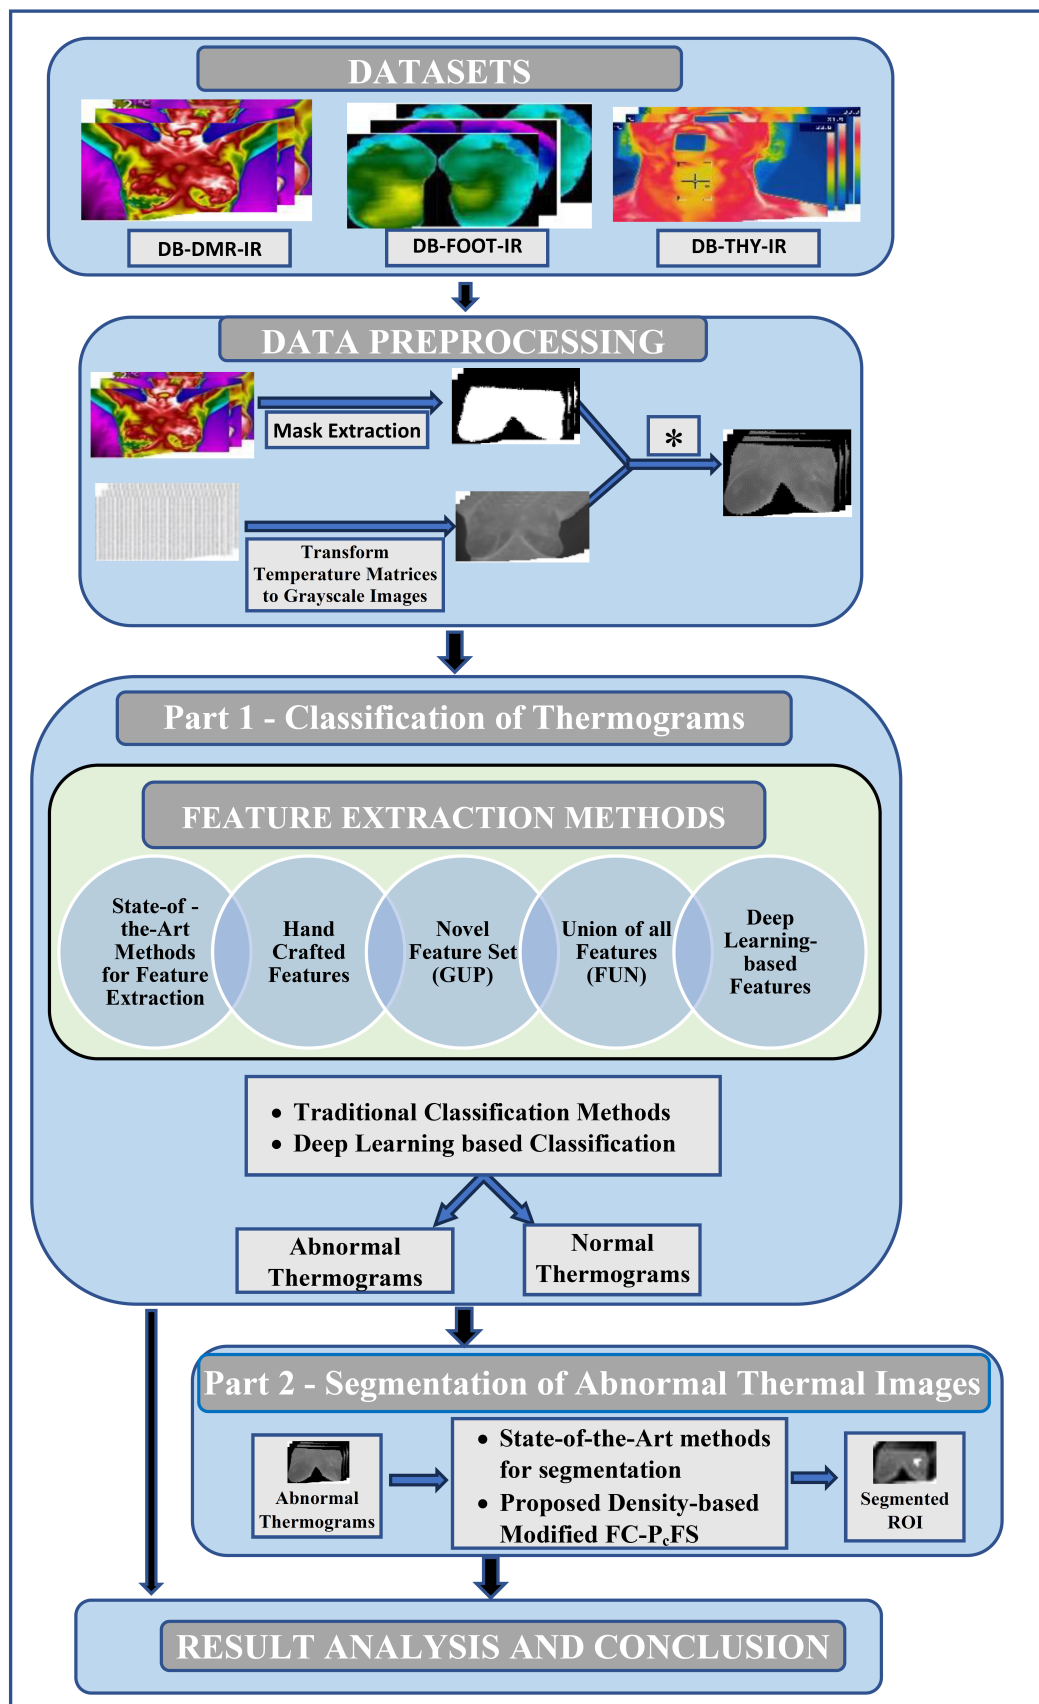 DATASETS
DB-DMR-IR
DB-FOOT-IR
DB-THY-IR
DATA PREPROCESSING
Mask Extraction
*
Transform
Temperature Matrices
to Grayscale Images
Part 1 - Classification of Thermograms
FEATURE EXTRACTION METHODS
State-of -
the-Art
Methods
for Feature
Extraction
Hand
Crafted
Features
Novel
Feature Set
(GUP)
Union of all
Features
(FUN)
Deep
Learning-
based
Features
• Traditional Classification Methods
• Deep Learning based Classification
Abnormal
Thermograms
Normal
Thermograms
Part 2 - Segmentation of Abnormal Thermal Images
Abnormal
Thermograms
• State-of-the-Art methods
for segmentation
• Proposed Density-based
Modified FC-PcFS
Segmented
ROI
RESULT ANALYSIS AND CONCLUSION